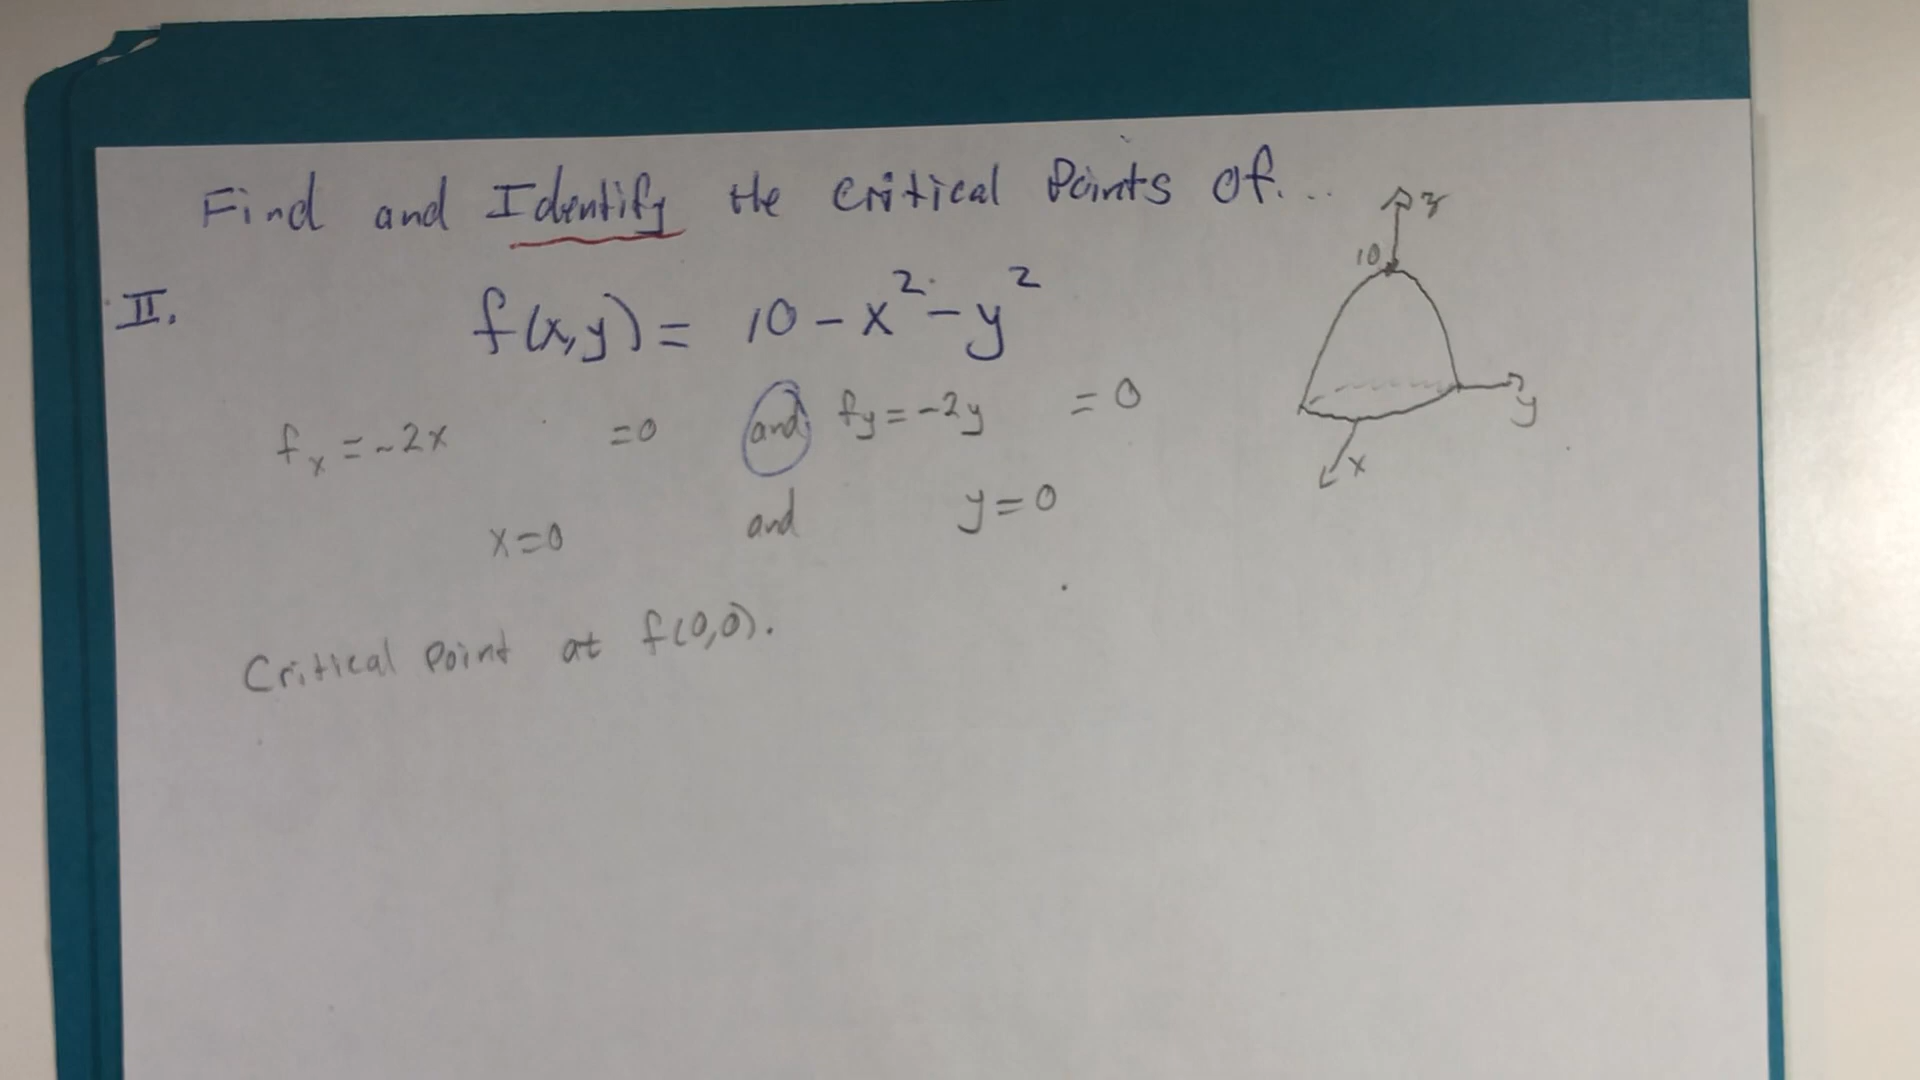 Find and Identify the Critical Points of...
II. f(x,y) = 10 - x² - y²
fₓ = -2x =0 and fy = -2y = 0
x=0 and y=0
Critical Point at f(0,0).
z
10
y
x